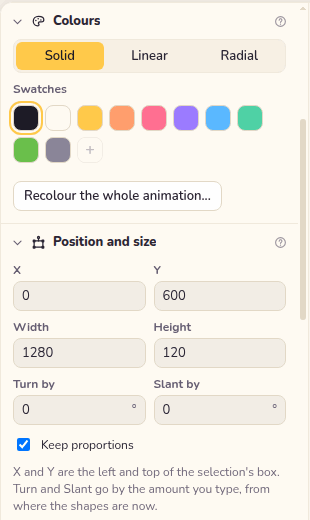 Colours
Solid Linear Radial
Swatches
+
Recolour the whole animation...
Position and size
X Y
0 600
Width Height
1280 120
Turn by Slant by
0 ° 0 °
Keep proportions
X and Y are the left and top of the selection's box.
Turn and Slant go by the amount you type, from
where the shapes are now.